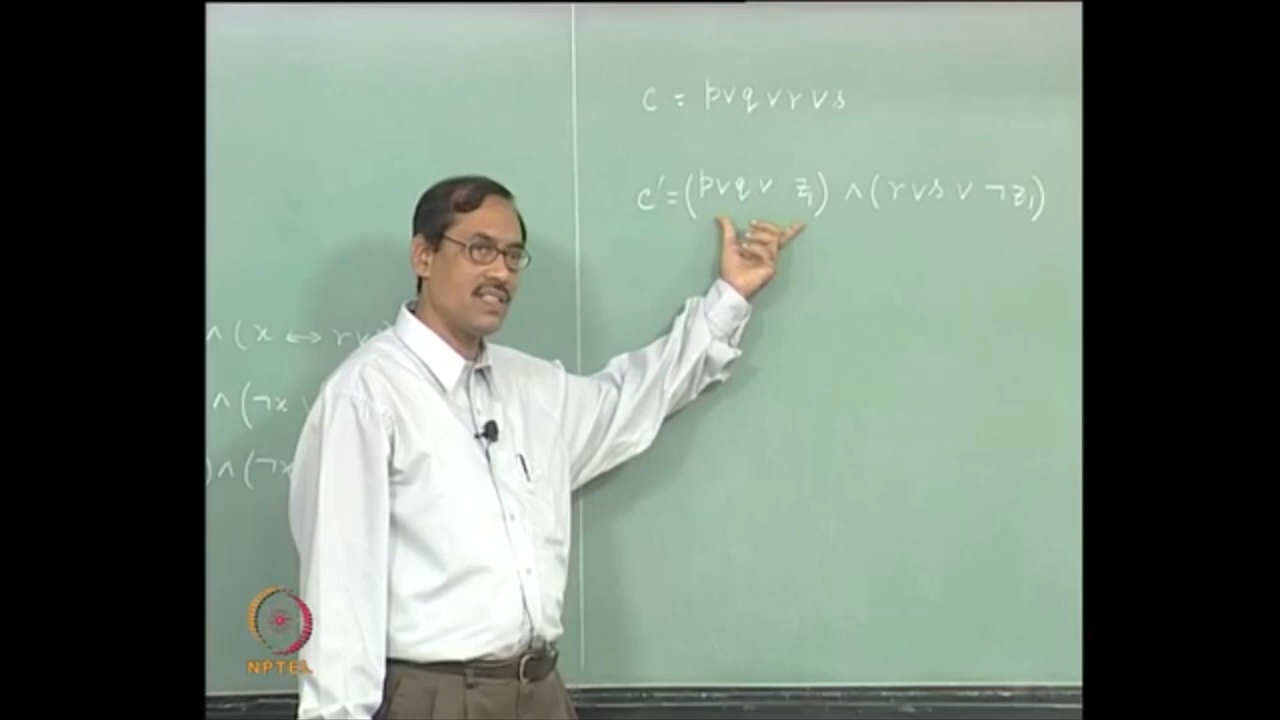 C = p∨q∨r∨s
C' = (p∨q∨ z₁) ∧ (r∨s ∨ ¬z₁)
∧(x ↔ r∨
∧(¬x ∨
)∧(¬x
NPTEL